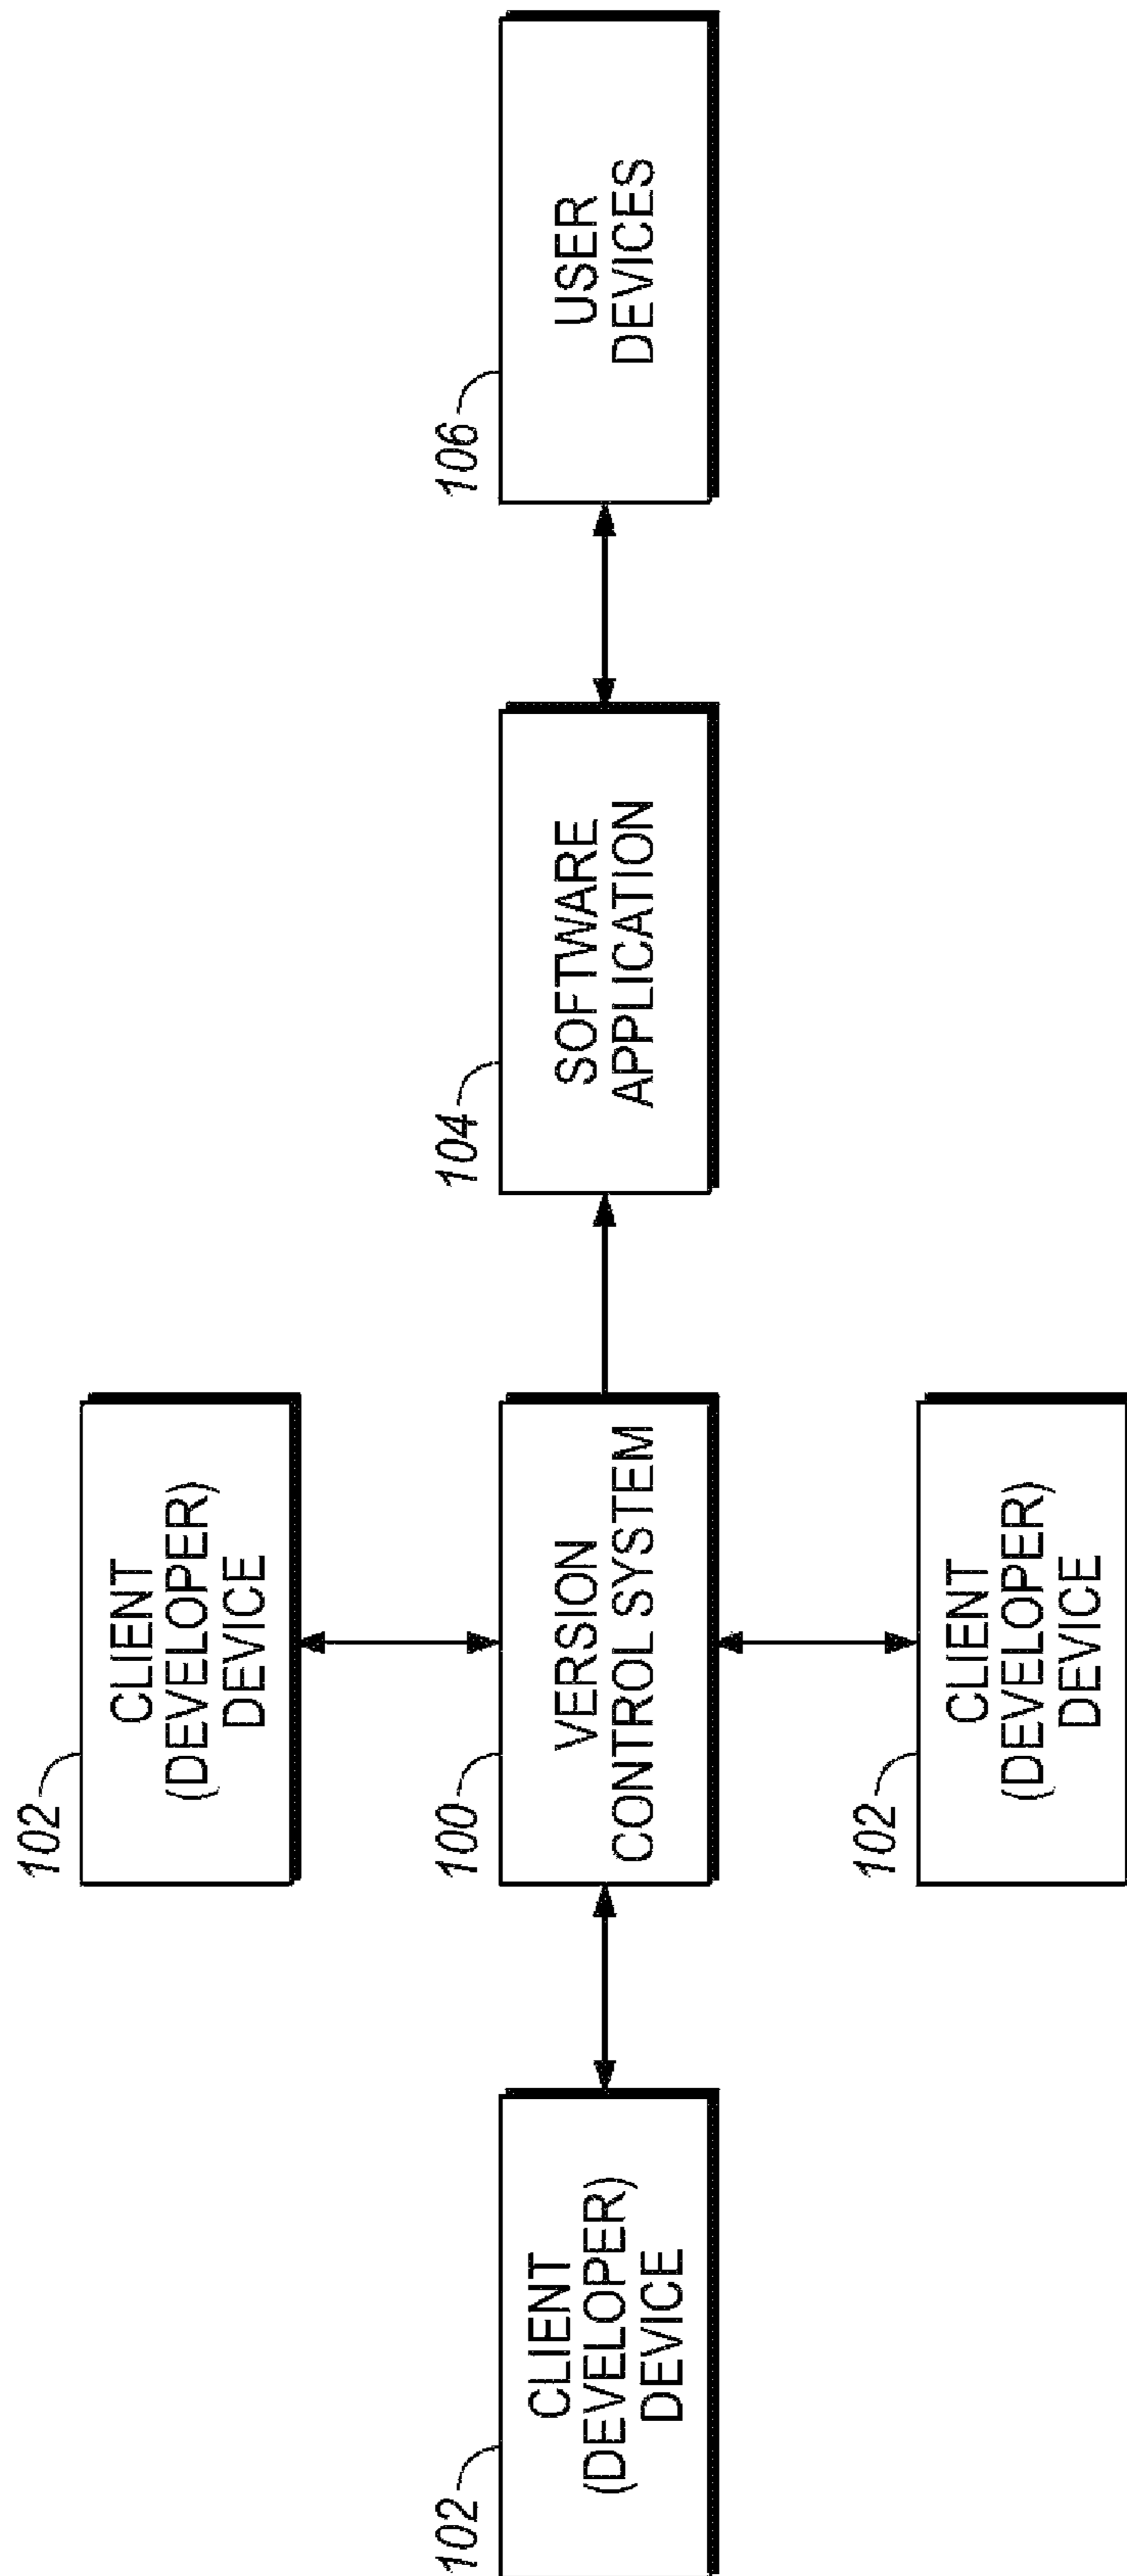 102
CLIENT
(DEVELOPER)
DEVICE
102
CLIENT
(DEVELOPER)
DEVICE
100
VERSION
CONTROL SYSTEM
104
SOFTWARE
APPLICATION
106
USER
DEVICES
102
CLIENT
(DEVELOPER)
DEVICE